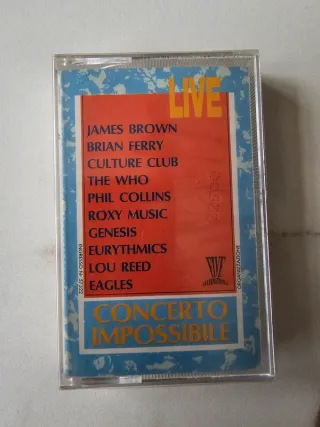 LIVE
JAMES BROWN
BRIAN FERRY
CULTURE CLUB
THE WHO
PHIL COLLINS
ROXY MUSIC
GENESIS
EURYTHMICS
LOU REED
EAGLES
CONCERTO
IMPOSSIBILE